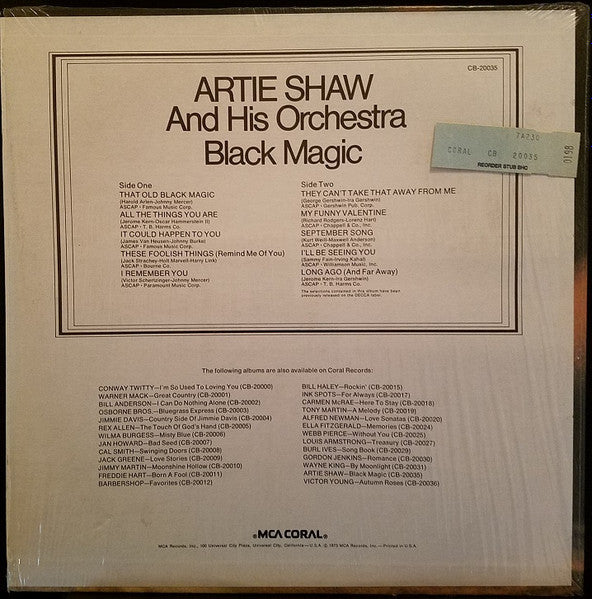 CB-20035
ARTIE SHAW
And His Orchestra
Black Magic
7A230
CORAL CB 20035
0198
REORDER STUB BHC
Side One
THAT OLD BLACK MAGIC
(Harold Arlen-Johnny Mercer)
ASCAP • Famous Music Corp.
ALL THE THINGS YOU ARE
(Jerome Kern-Oscar Hammerstein II)
ASCAP • T. B. Harms Co.
IT COULD HAPPEN TO YOU
(James Van Heusen-Johnny Burke)
ASCAP • Famous Music Corp.
THESE FOOLISH THINGS (Remind Me Of You)
(Jack Strachey-Holt Marvell-Harry Link)
ASCAP • Bourne Co.
I REMEMBER YOU
(Victor Schertzinger-Johnny Mercer)
ASCAP • Paramount Music Corp.
Side Two
THEY CAN'T TAKE THAT AWAY FROM ME
(George Gershwin-Ira Gershwin)
ASCAP • Gershwin Pub. Corp.
MY FUNNY VALENTINE
(Richard Rodgers-Lorenz Hart)
ASCAP • Chappell & Co., Inc.
SEPTEMBER SONG
(Kurt Weill-Maxwell Anderson)
ASCAP • Chappell & Co., Inc.
I'LL BE SEEING YOU
(Sammy Fain-Irving Kahal)
ASCAP • Williamson Music, Inc.
LONG AGO (And Far Away)
(Jerome Kern-Ira Gershwin)
ASCAP • T. B. Harms Co.
The selections contained in this album have been
previously released on the DECCA label.
The following albums are also available on Coral Records:
CONWAY TWITTY—I'm So Used To Loving You (CB-20000)
WARNER MACK—Great Country (CB-20001)
BILL ANDERSON—I Can Do Nothing Alone (CB-20002)
OSBORNE BROS.—Bluegrass Express (CB-20003)
JIMMIE DAVIS—Country Side Of Jimmie Davis (CB-20004)
REX ALLEN—The Touch Of God's Hand (CB-20005)
WILMA BURGESS—Misty Blue (CB-20006)
JAN HOWARD—Bad Seed (CB-20007)
CAL SMITH—Swinging Doors (CB-20008)
JACK GREENE—Love Stories (CB-20009)
JIMMY MARTIN—Moonshine Hollow (CB-20010)
FREDDIE HART—Born A Fool (CB-20011)
BARBERSHOP—Favorites (CB-20012)
BILL HALEY—Rockin' (CB-20015)
INK SPOTS—For Always (CB-20017)
CARMEN McRAE—Here To Stay (CB-20018)
TONY MARTIN—A Melody (CB-20019)
ALFRED NEWMAN—Love Sonatas (CB-20020)
ELLA FITZGERALD—Memories (CB-20024)
WEBB PIERCE—Without You (CB-20025)
LOUIS ARMSTRONG—Treasury (CB-20027)
BURL IVES—Song Book (CB-20029)
GORDON JENKINS—Romance (CB-20030)
WAYNE KING—By Moonlight (CB-20031)
ARTIE SHAW—Black Magic (CB-20035)
VICTOR YOUNG—Autumn Roses (CB-20036)
MCA CORAL
MCA Records, Inc., 100 Universal City Plaza, Universal City, California—U.S.A. © 1973 MCA Records, Inc.—Printed in U.S.A.